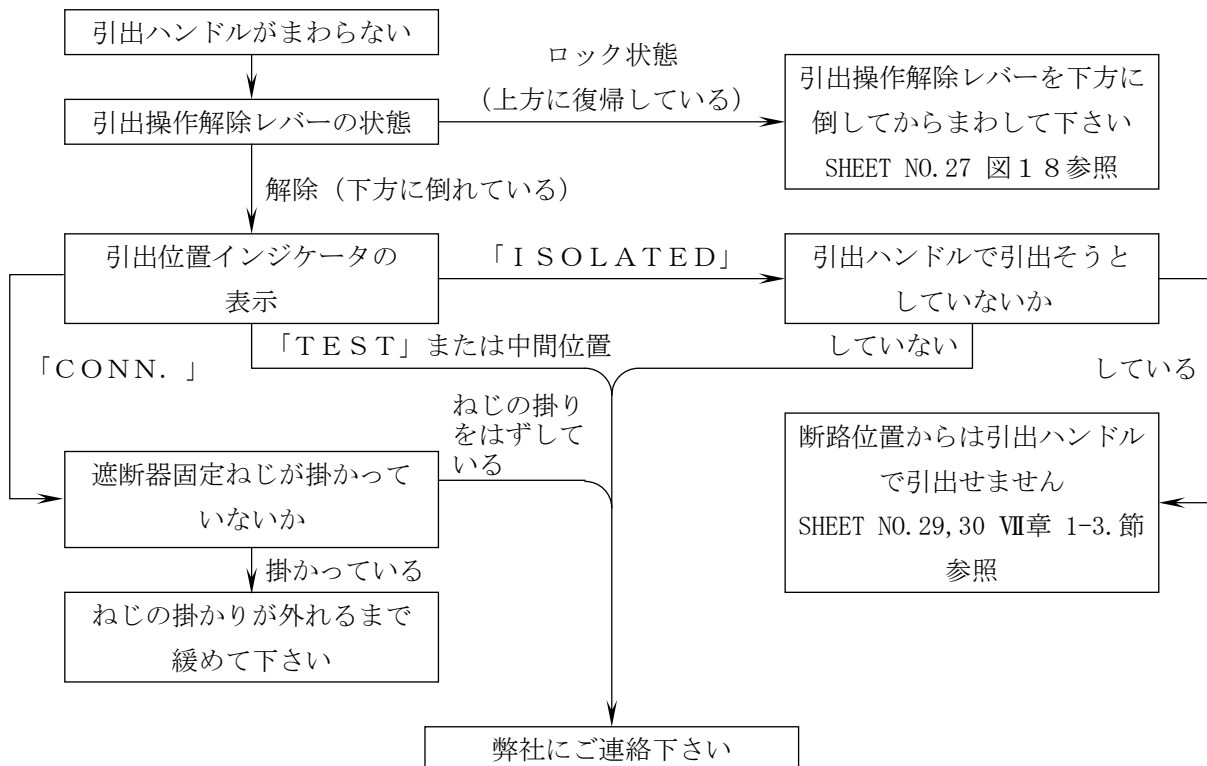 引出ハンドルがまわらない
ロック状態
(上方に復帰している)
引出操作解除レバーの状態
引出操作解除レバーを下方に
倒してからまわして下さい
SHEET NO.27 図18参照
解除(下方に倒れている)
引出位置インジケータの
表示
「ISOLATED」
引出ハンドルで引出そうと
していないか
「TEST」または中間位置
していない
「CONN.」
している
ねじの掛り
をはずして
いる
遮断器固定ねじが掛かって
いないか
断路位置からは引出ハンドル
で引出せません
SHEET NO.29,30 Ⅶ章 1-3.節
参照
掛かっている
ねじの掛かりが外れるまで
緩めて下さい
弊社にご連絡下さい